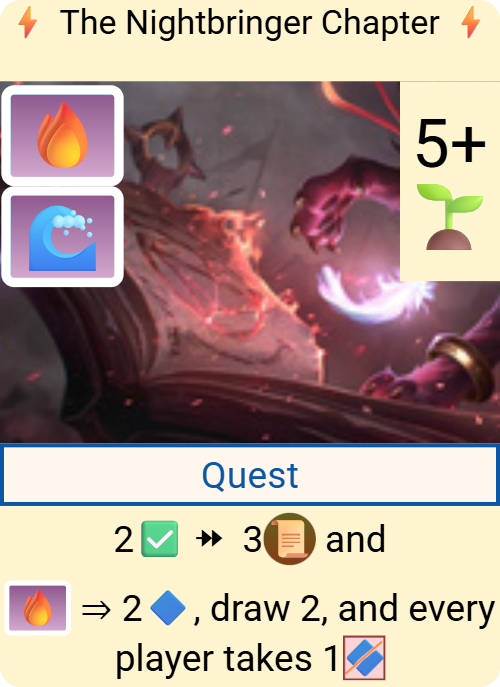 The Nightbringer Chapter
5+
Quest
2 ✅ ↠ 3 📜 and
🔥 ⇒ 2 🔷 , draw 2, and every
player takes 1